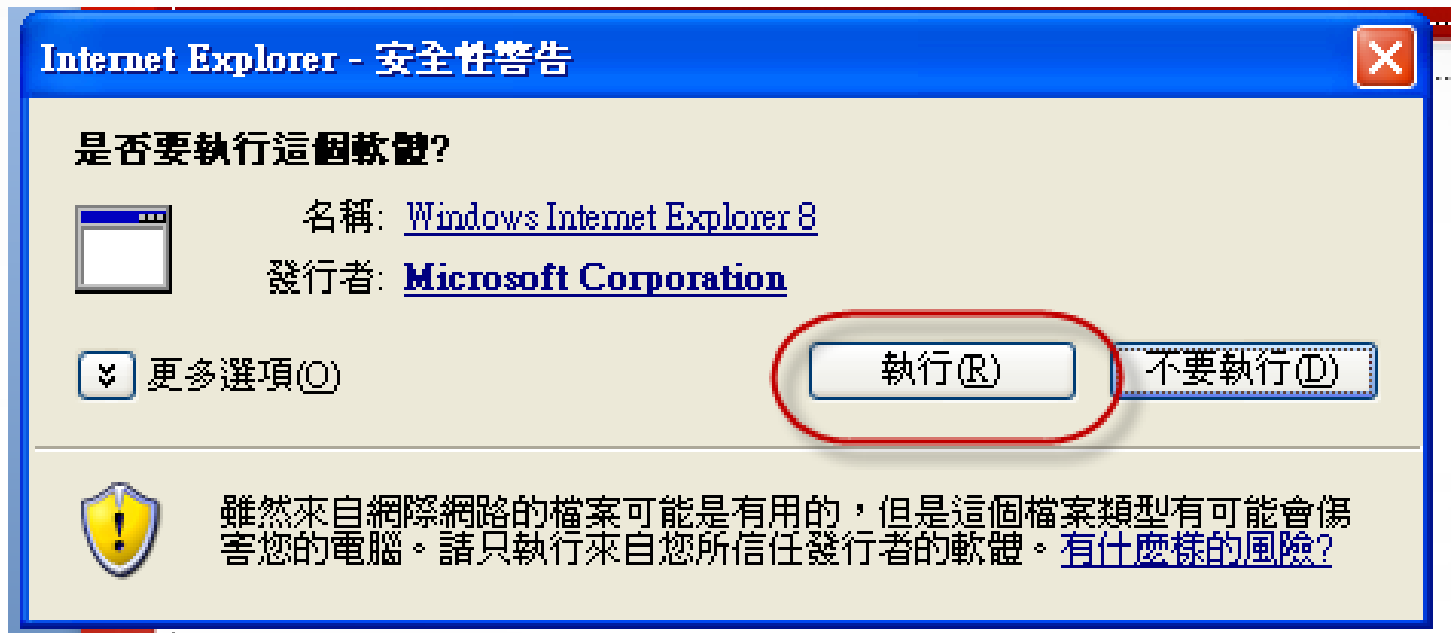 Internet Explorer - 安全性警告
是否要執行這個軟體?
名稱: Windows Internet Explorer 8
發行者: Microsoft Corporation
更多選項(O) 執行(R) 不要執行(D)
雖然來自網際網路的檔案可能是有用的，但是這個檔案類型有可能會傷
害您的電腦。請只執行來自您所信任發行者的軟體。有什麼樣的風險?